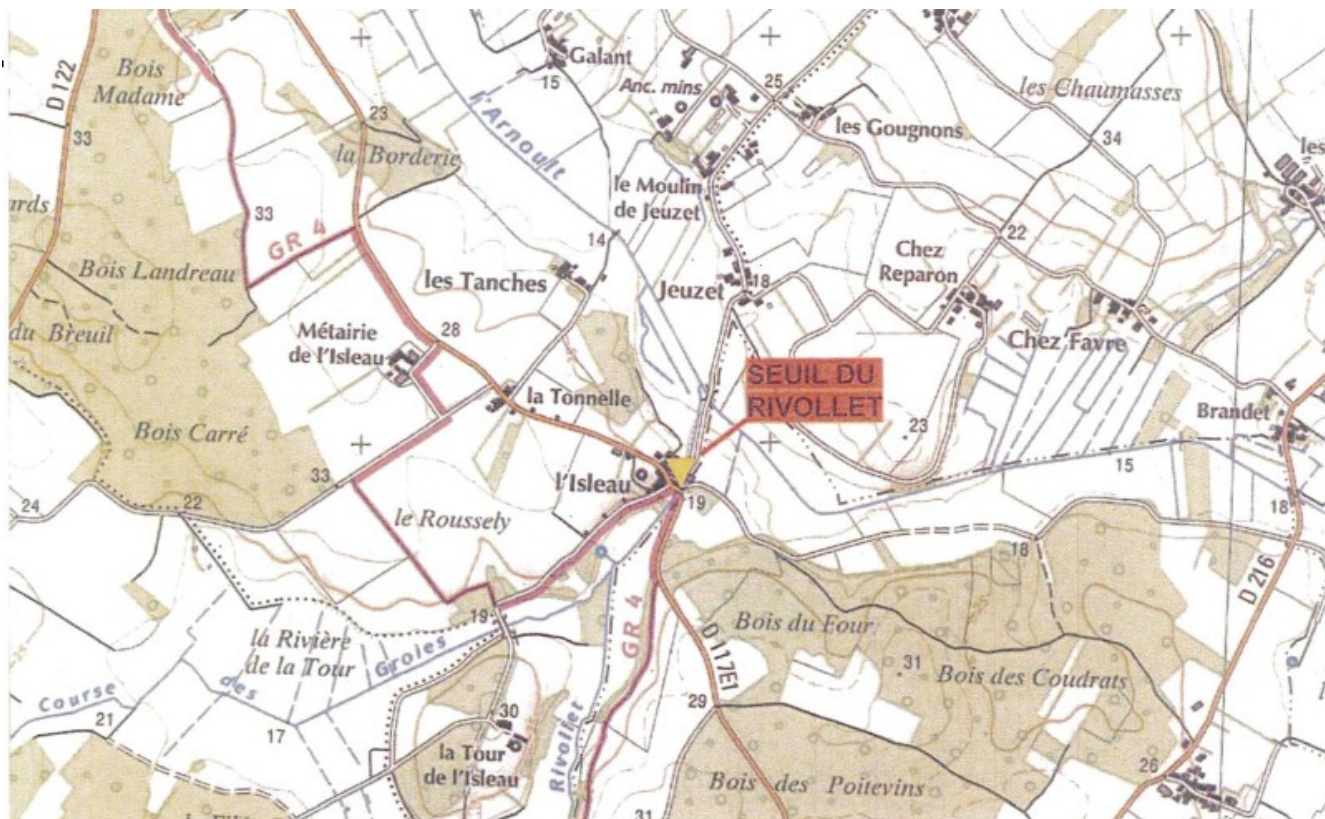 Bois
Madame
D 122
33
23
la Borderie
Galant
15
l'Arnoult
Anc. mins
25
les Gougnons
les Chaumasses
34
les
ards
33
GR 4
Bois Landreau
du Breuil
Métairie
de l'Isleau
28
les Tanches
14
le Moulin
de Jeuzet
Jeuzet
18
Chez
Reparon
22
Chez Favre
Brandet
SEUIL DU
RIVOLLET
la Tonnelle
23
15
18
Bois Carré
33
22
24
le Roussely
l'Isleau
19
18
D 216
19
la Rivière
de la Tour
Course
des
Groies
21
17
30
la Tour
de l'Isleau
Rivollet
GR 4
D 117E1
Bois du Four
31
Bois des Coudrats
29
Bois des Poitevins
31
26